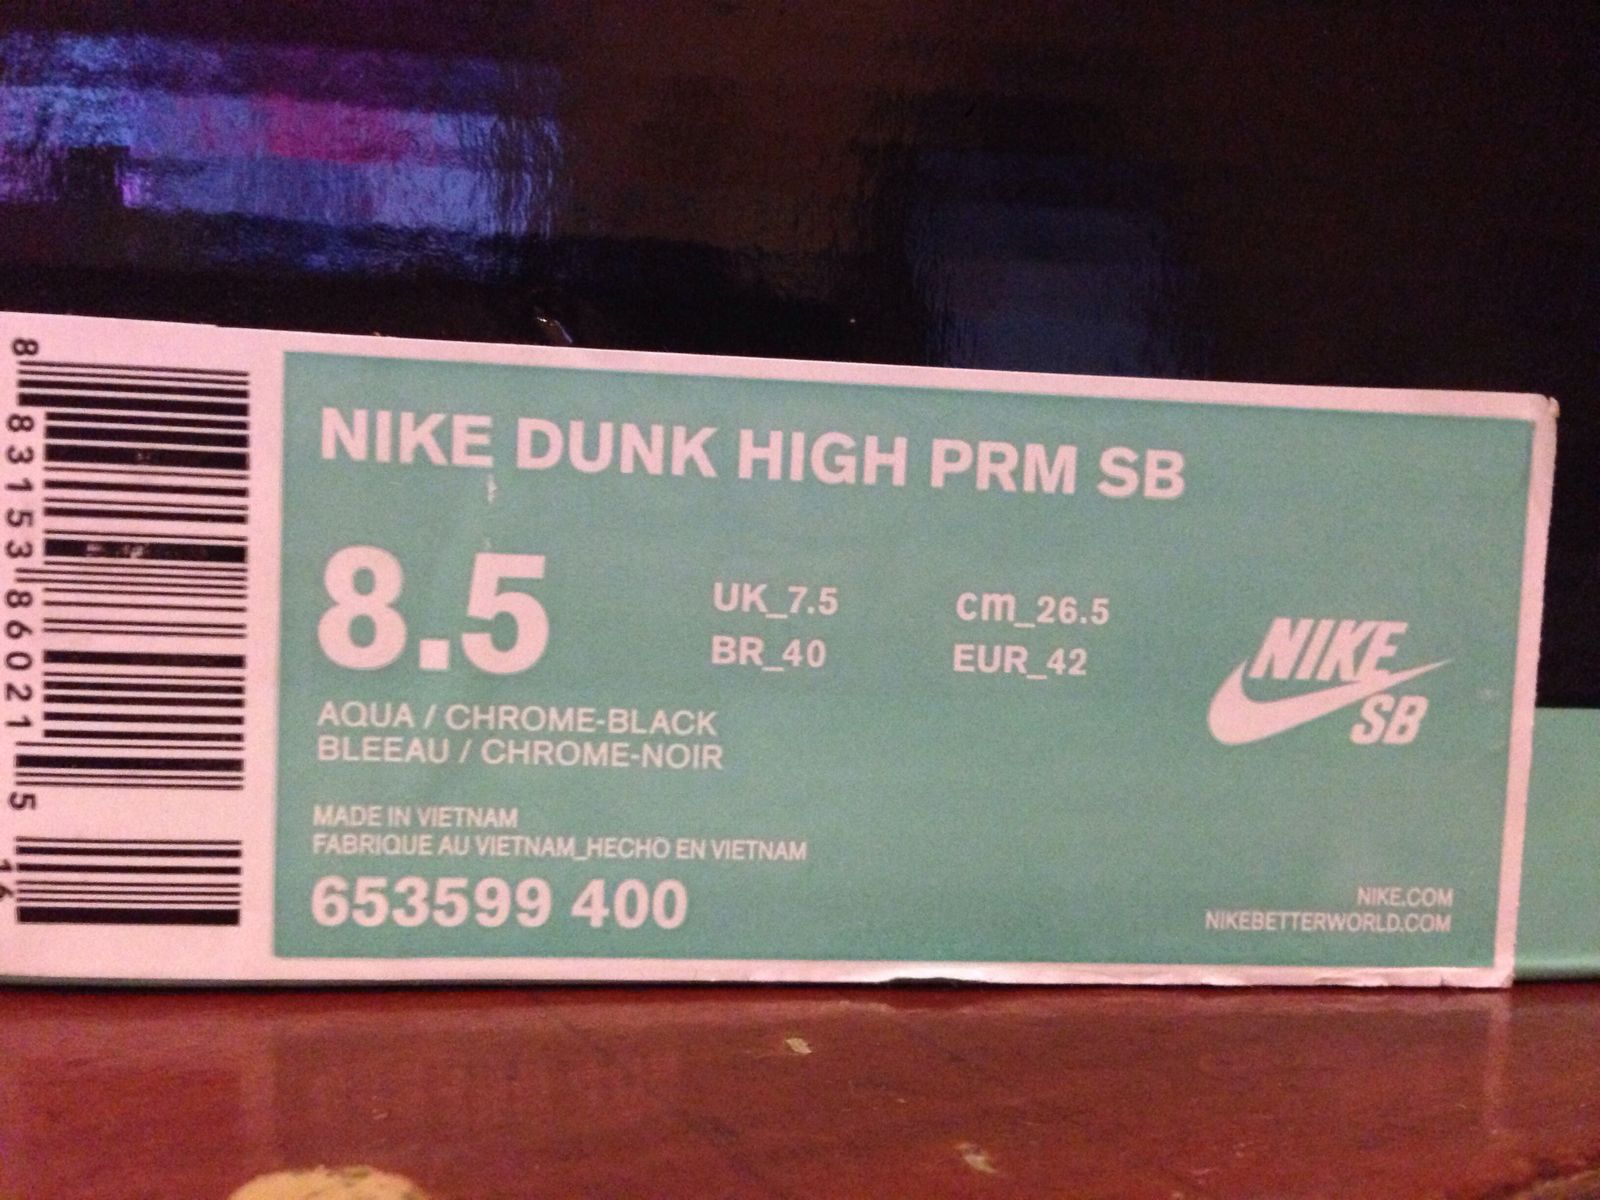 NIKE DUNK HIGH PRM SB
8.5
UK_7.5
cm_26.5
BR_40
EUR_42
AQUA / CHROME-BLACK
BLEEAU / CHROME-NOIR
MADE IN VIETNAM
FABRIQUE AU VIETNAM_HECHO EN VIETNAM
653599 400
NIKE
SB
NIKE.COM
NIKEBETTERWORLD.COM
8 83153 86021 5
16